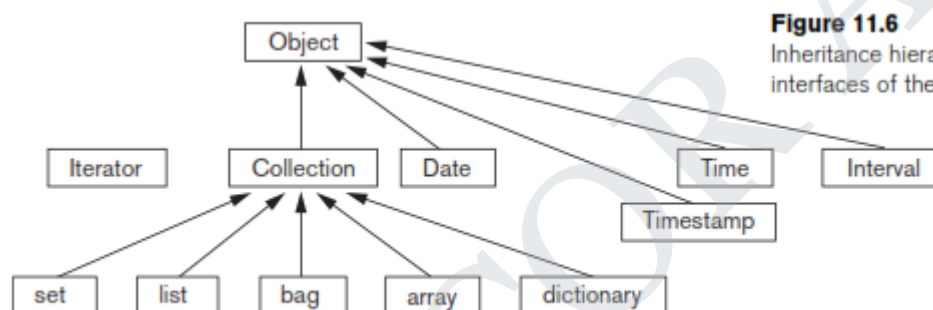 Figure 11.6
Inheritance hiera
interfaces of the
Object
Iterator
Collection
Date
Time
Interval
Timestamp
set
list
bag
array
dictionary
OR A